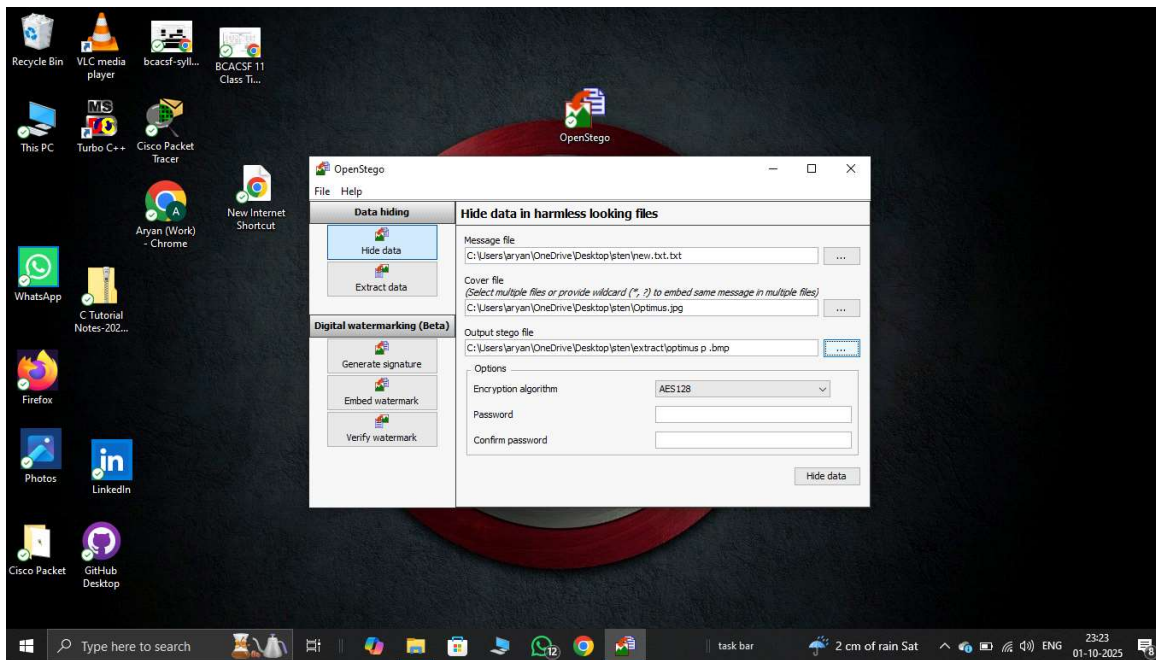 Recycle Bin
VLC media
player
bcacsf-syll...
BCACSF 11
Class Ti...
This PC
MS
Turbo C++
Cisco Packet
Tracer
A
Aryan (Work)
- Chrome
New Internet
Shortcut
WhatsApp
C Tutorial
Notes-202...
Firefox
Photos
in
LinkedIn
Cisco Packet
GitHub
Desktop
OpenStego
OpenStego
File Help
Data hiding
Hide data
Extract data
Digital watermarking (Beta)
Generate signature
Embed watermark
Verify watermark
Hide data in harmless looking files
Message file
C:\Users\aryan\OneDrive\Desktop\sten\new.txt.txt
...
Cover file
(Select multiple files or provide wildcard (*, ?) to embed same message in multiple files)
C:\Users\aryan\OneDrive\Desktop\sten\Optimus.jpg
...
Output stego file
C:\Users\aryan\OneDrive\Desktop\sten\extract\optimus p .bmp
...
Options
Encryption algorithm AES128
Password
Confirm password
Hide data
Type here to search
12
task bar
2 cm of rain Sat
ENG
23:23
01-10-2025
8